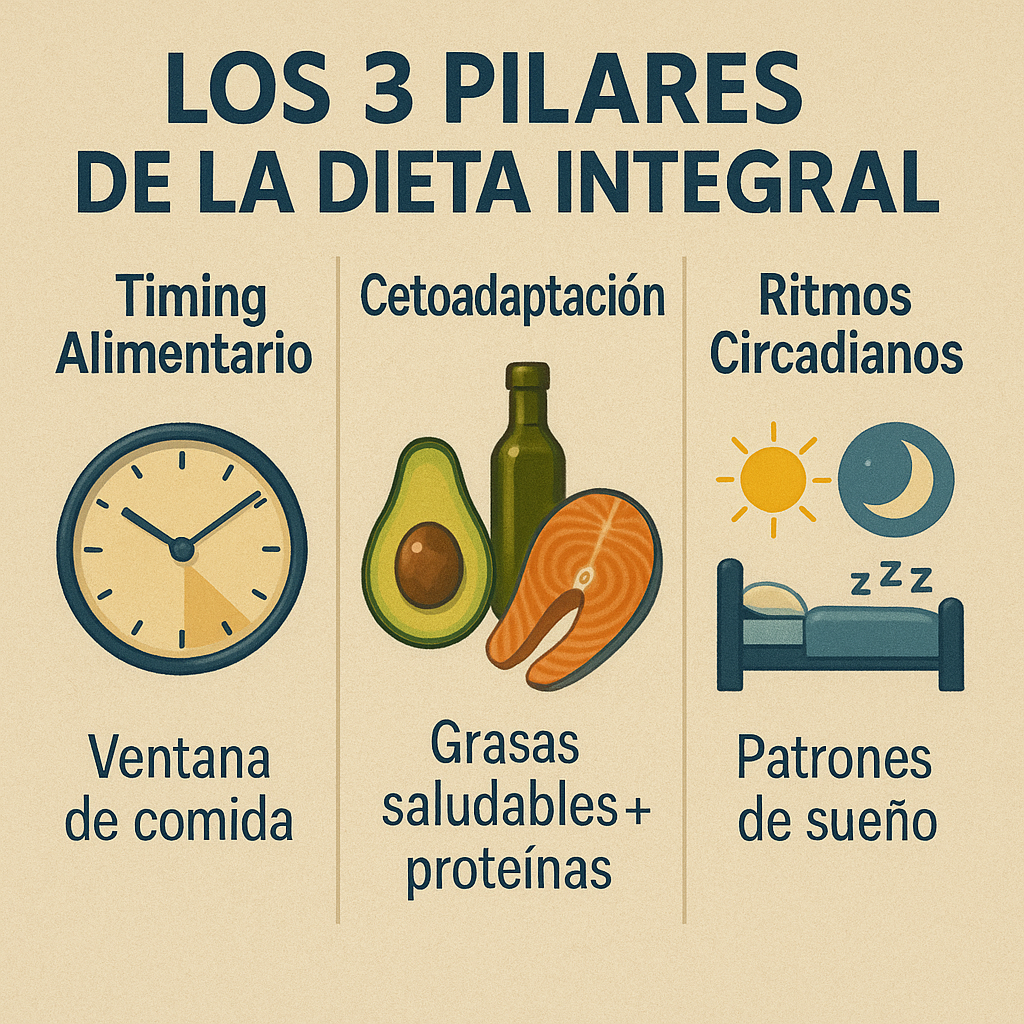 LOS 3 PILARES
DE LA DIETA INTEGRAL
Timing
Alimentario
Ventana
de comida
Cetoadaptación
Grasas
saludables+
proteínas
Ritmos
Circadianos
z z z
Patrones
de sueño